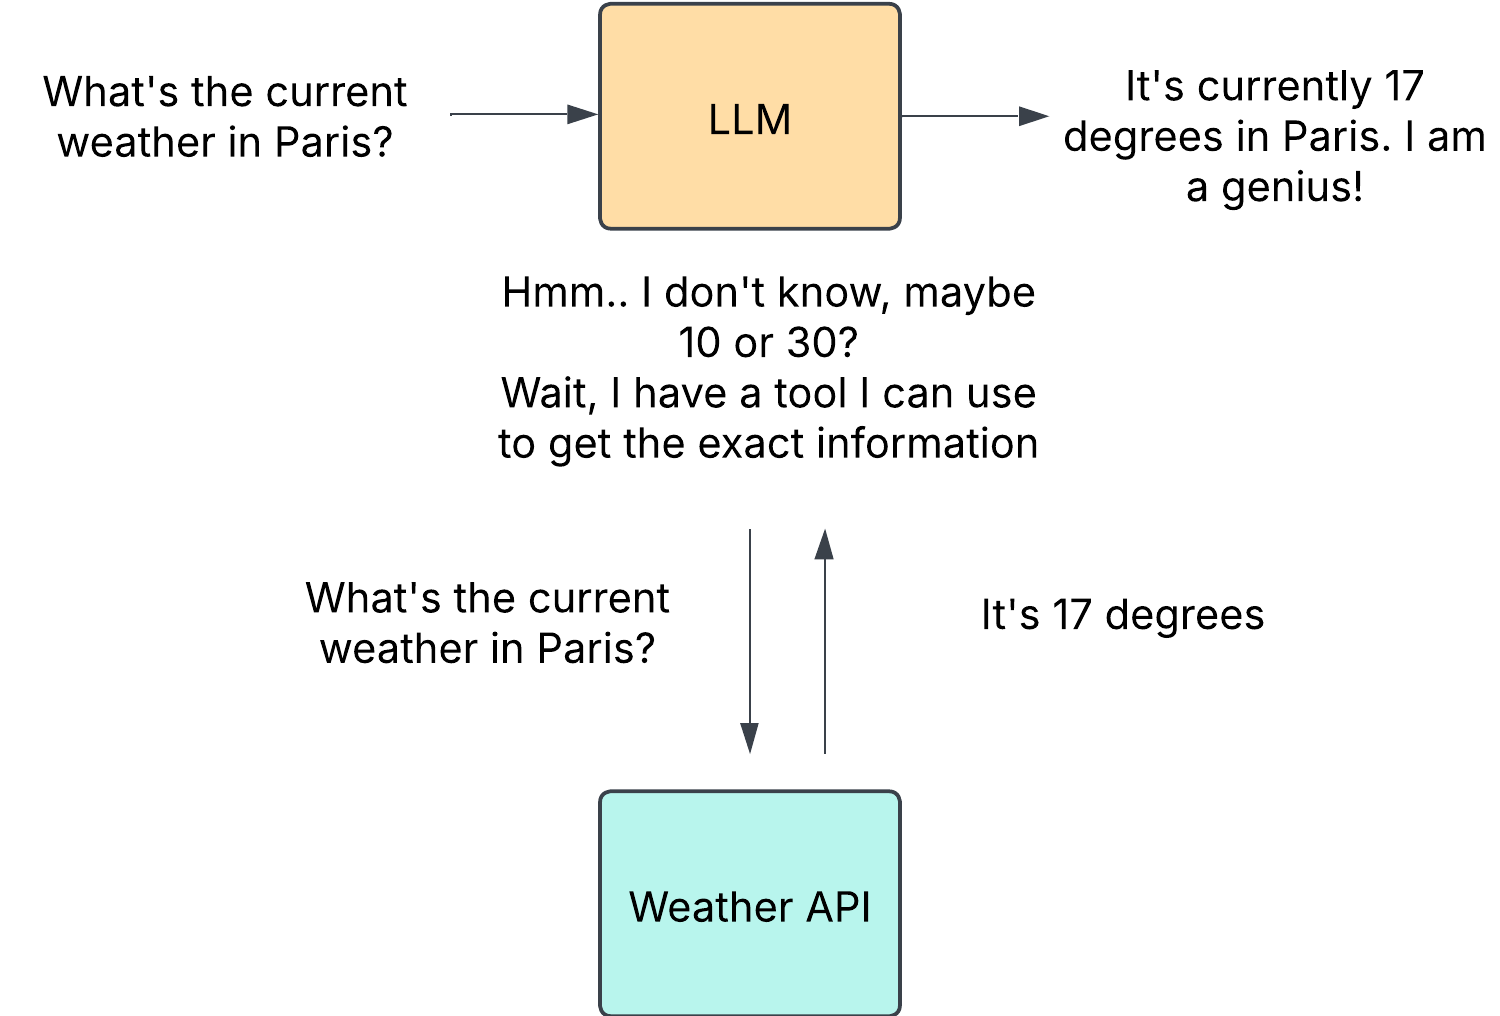 What's the current
weather in Paris?
LLM
It's currently 17
degrees in Paris. I am
a genius!
Hmm.. I don't know, maybe
10 or 30?
Wait, I have a tool I can use
to get the exact information
What's the current
weather in Paris?
It's 17 degrees
Weather API